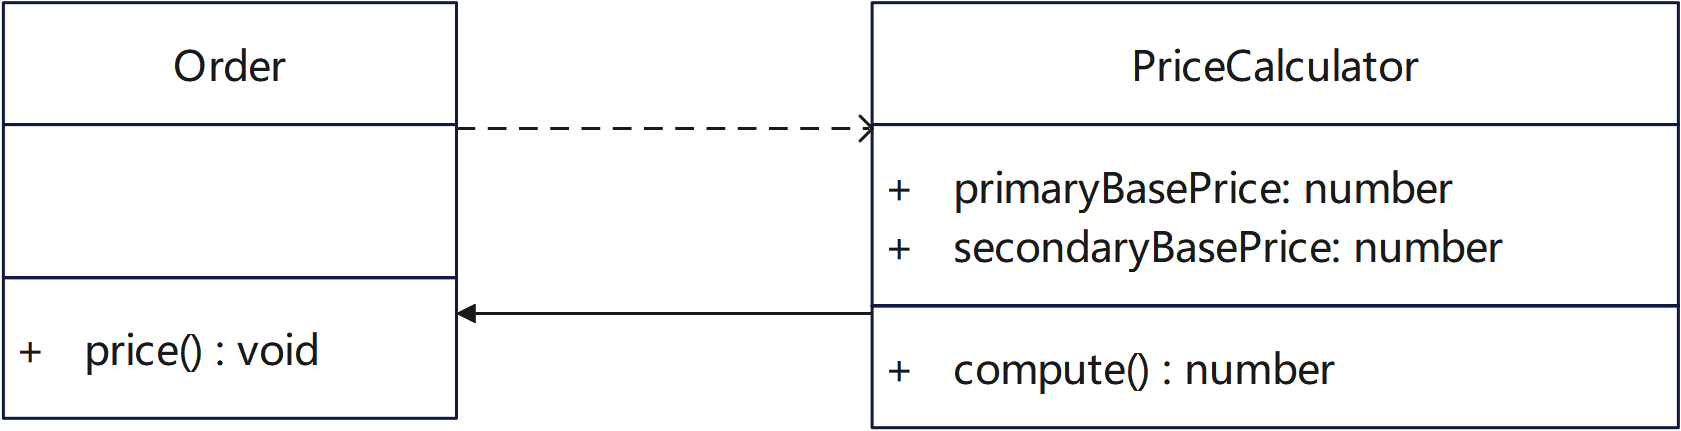 Order
+ price() : void
PriceCalculator
+ primaryBasePrice: number
+ secondaryBasePrice: number
+ compute() : number